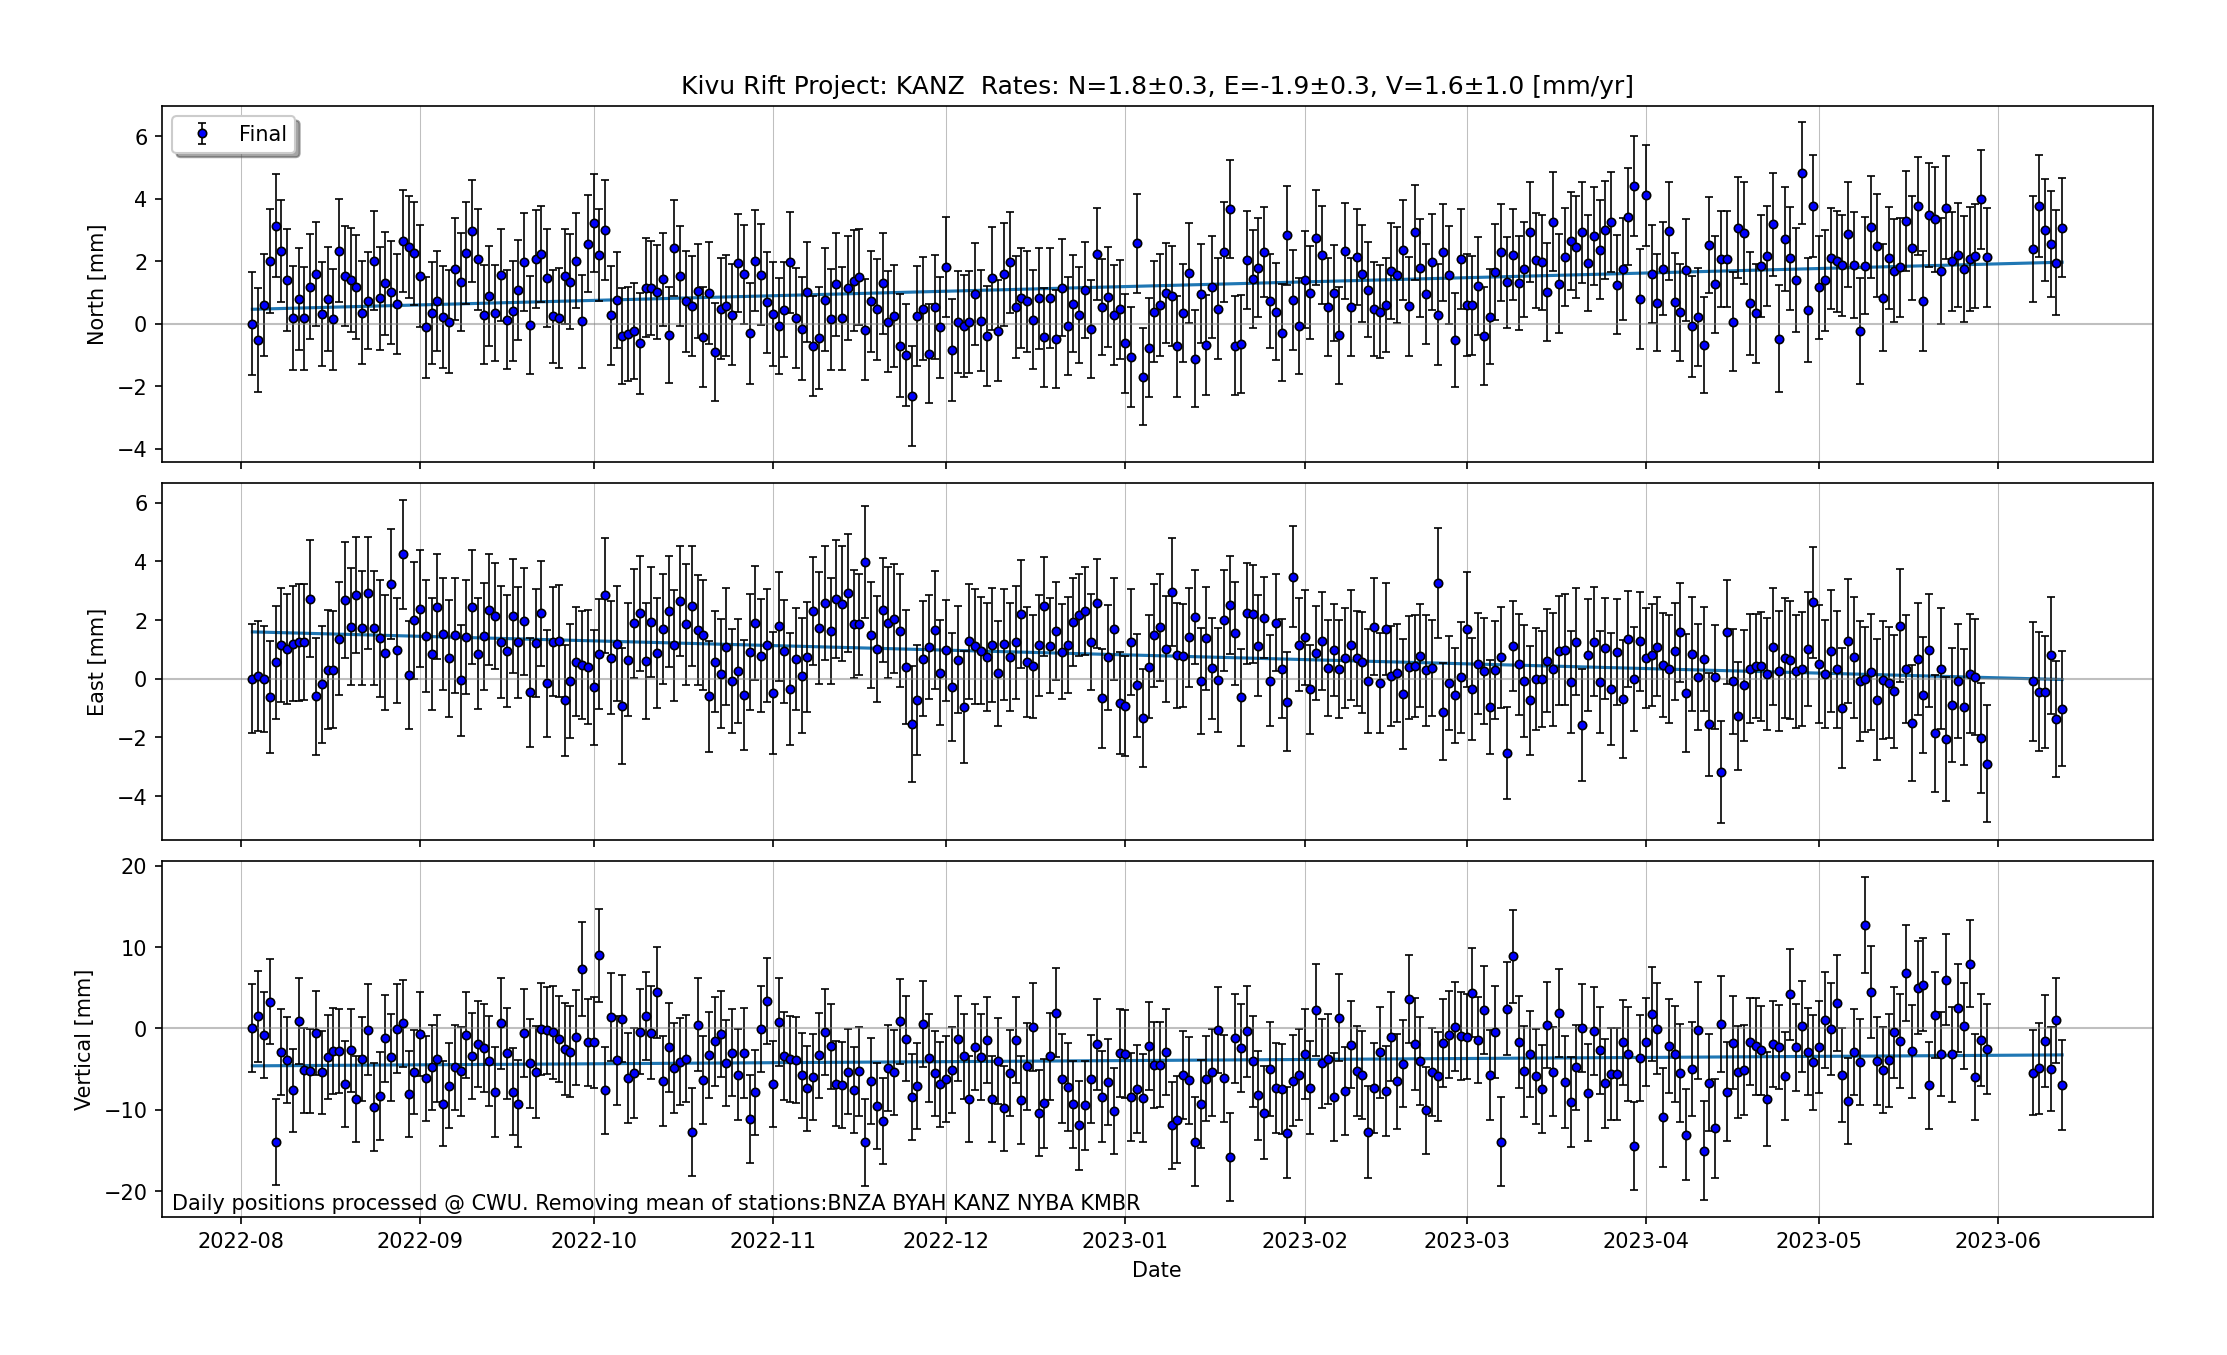 Kivu Rift Project: KANZ  Rates: N=1.8±0.3, E=-1.9±0.3, V=1.6±1.0 [mm/yr]
Final
North [mm]
6
4
2
0
−2
−4
East [mm]
6
4
2
0
−2
−4
Vertical [mm]
20
10
0
−10
−20
Daily positions processed @ CWU. Removing mean of stations:BNZA BYAH KANZ NYBA KMBR
2022-08 2022-09 2022-10 2022-11 2022-12 2023-01 2023-02 2023-03 2023-04 2023-05 2023-06
Date